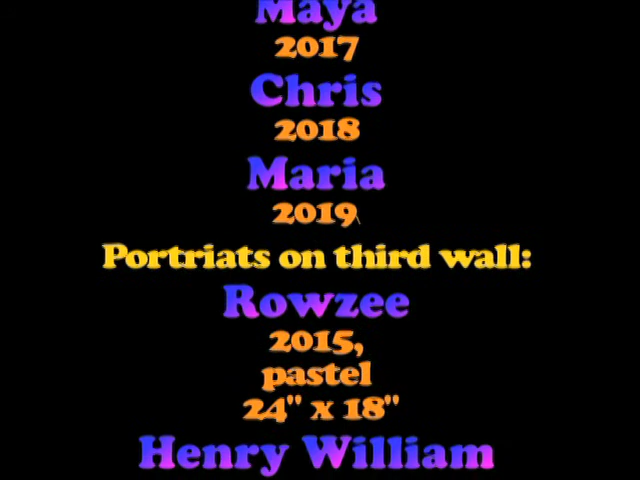 Maya
2017
Chris
2018
Maria
2019
Portriats on third wall:
Rowzee
2015,
pastel
24" x 18"
Henry William